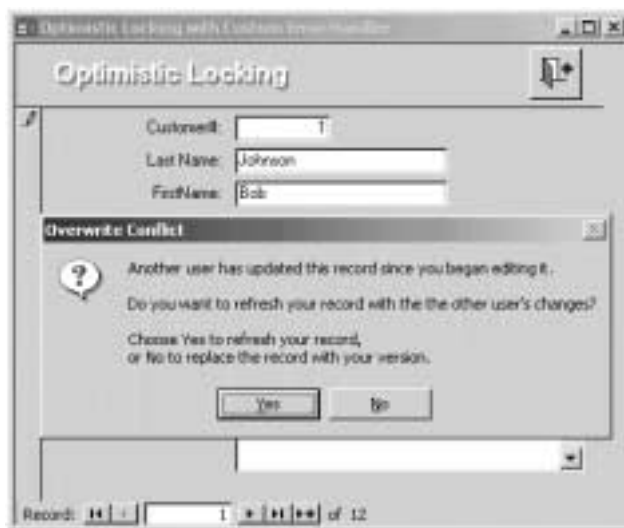 Optimistic Locking with Custom Error Handler
Optimistic Locking
Customer#: 1
Last Name: Johnson
FirstName: Bob
Overwrite Conflict
Another user has updated this record since you began editing it.
Do you want to refresh your record with the the other user's changes?
Choose Yes to refresh your record,
or No to replace the record with your version.
Yes No
Record: 1 of 12